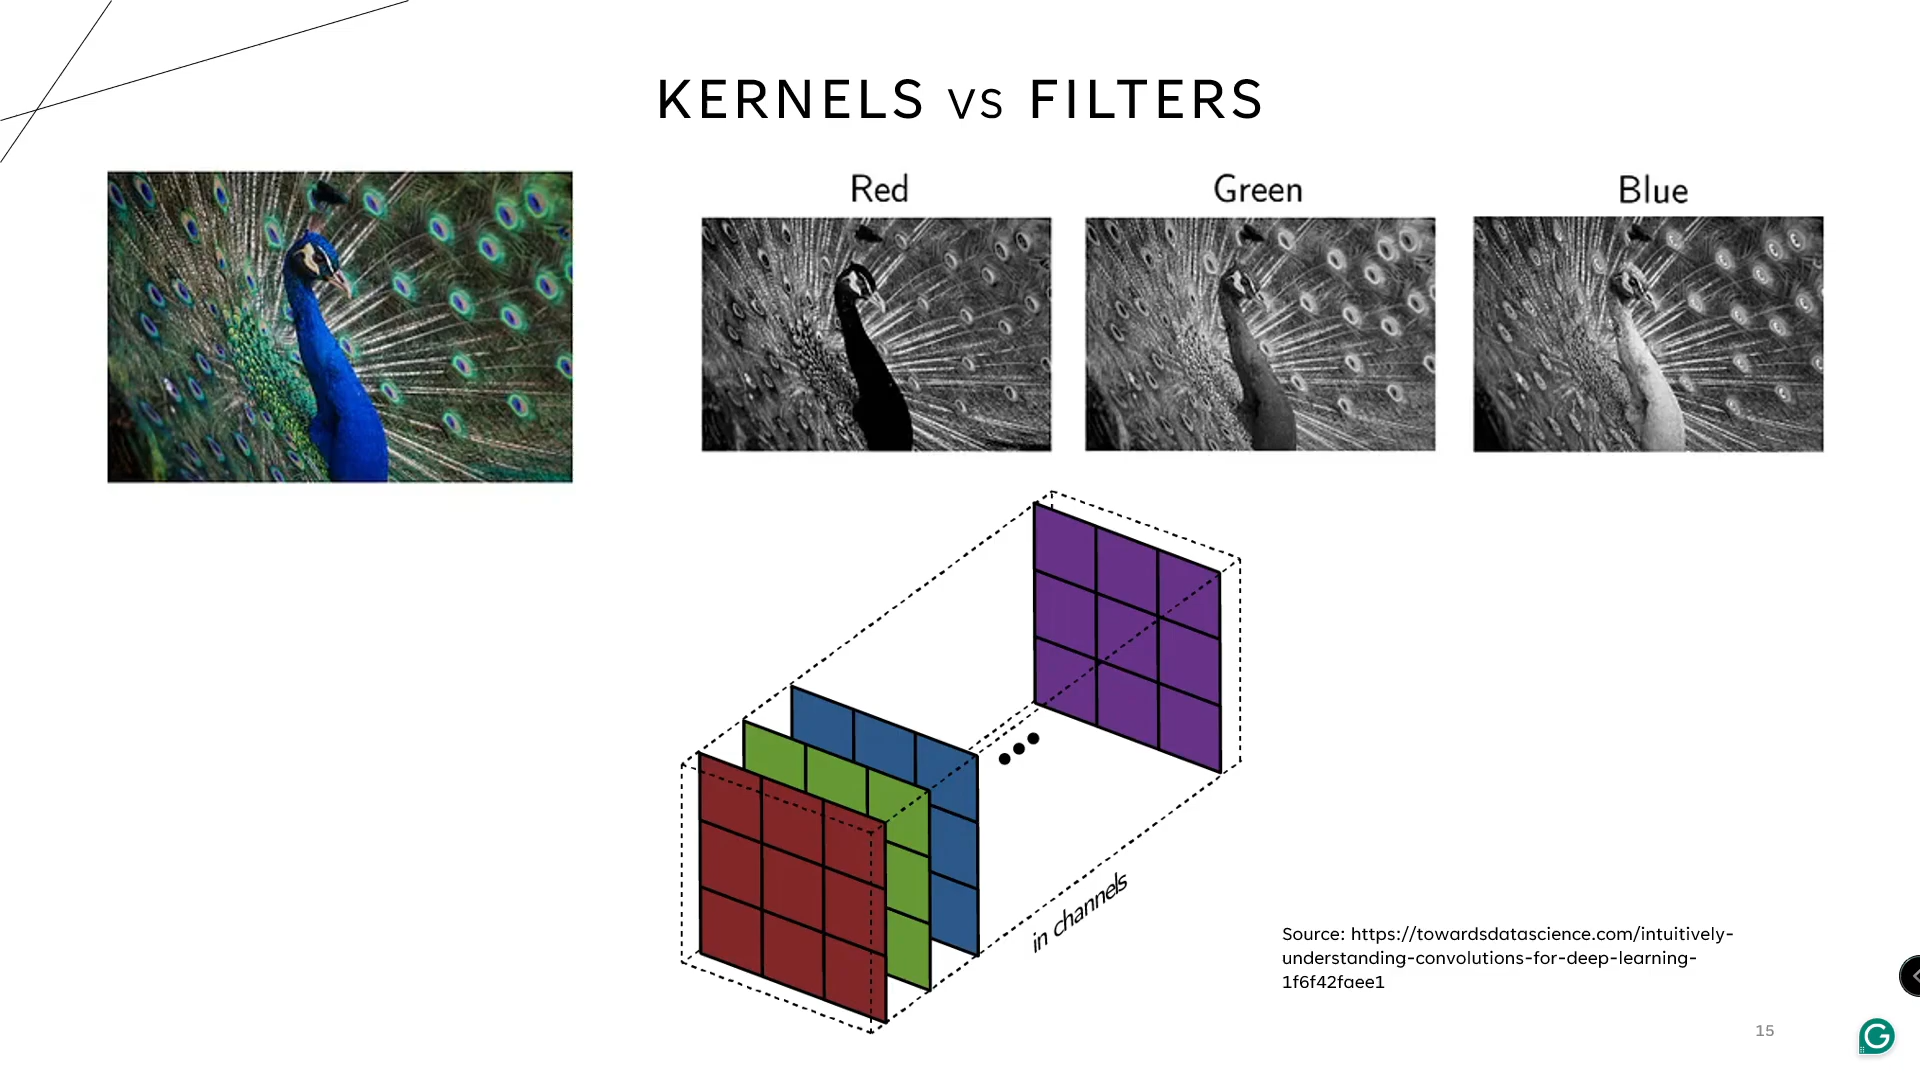 KERNELS vs FILTERS
Red
Green
Blue
in channels
Source: https://towardsdatascience.com/intuitively-
understanding-convolutions-for-deep-learning-
1f6f42faee1
15
G